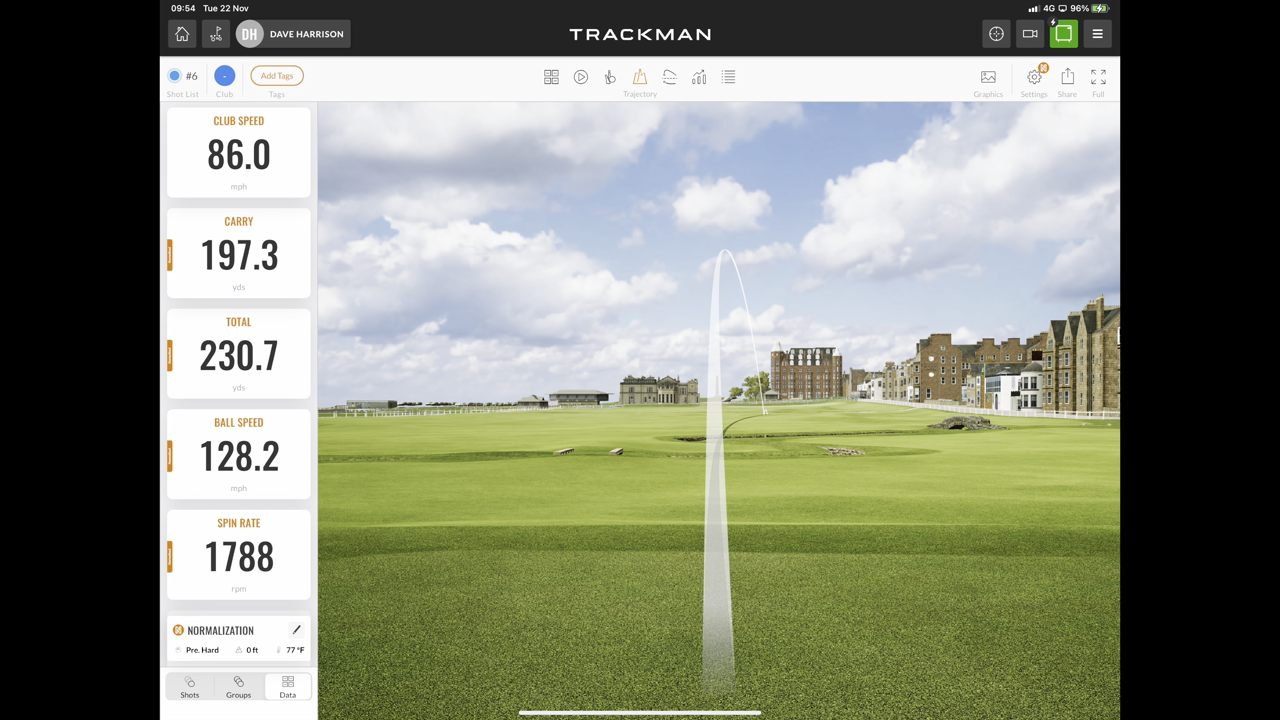 09:54 Tue 22 Nov
4G 96%
DH DAVE HARRISON
TRACKMAN
#6
Shot List
-
Club
Add Tags
Tags
Trajectory
Graphics
Settings
Share
Full
CLUB SPEED
86.0
mph
CARRY
197.3
yds
TOTAL
230.7
yds
BALL SPEED
128.2
mph
SPIN RATE
1788
rpm
NORMALIZATION
Pre. Hard 0 ft 77 °F
Shots Groups Data